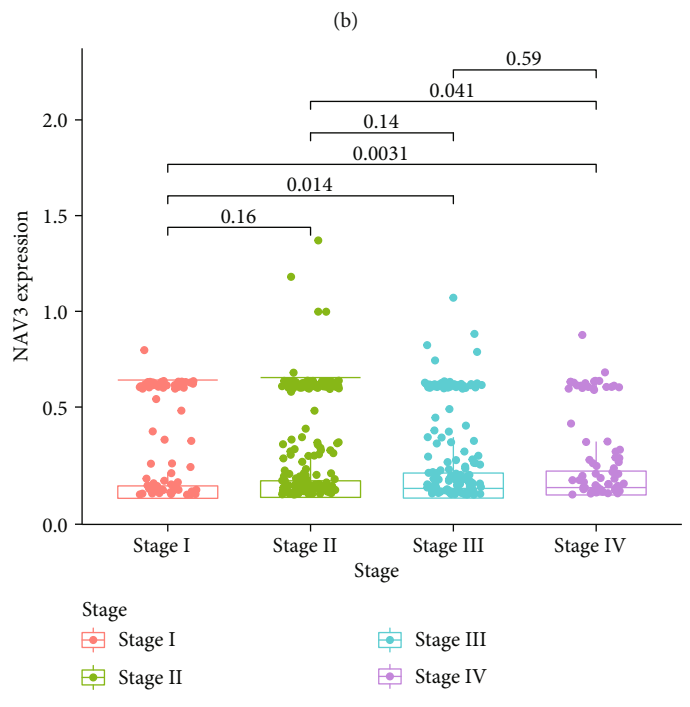 (b)
0.59
0.041
2.0
0.14
0.0031
0.014
1.5
0.16
NAV3 expression
1.0
0.5
0.0
Stage I Stage II Stage III Stage IV
Stage
Stage
Stage I Stage III
Stage II Stage IV